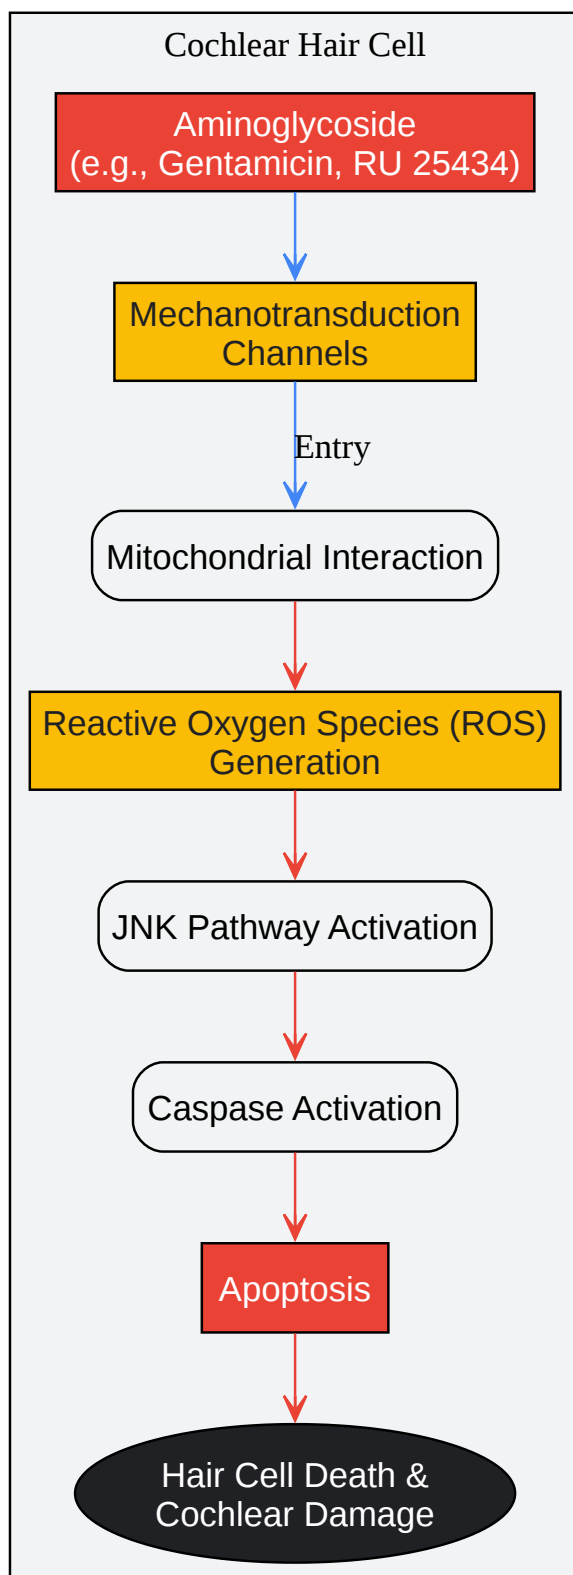 Cochlear Hair Cell
Aminoglycoside
(e.g., Gentamicin, RU 25434)
Mechanotransduction
Channels
Entry
Mitochondrial Interaction
Reactive Oxygen Species (ROS)
Generation
JNK Pathway Activation
Caspase Activation
Apoptosis
Hair Cell Death &
Cochlear Damage